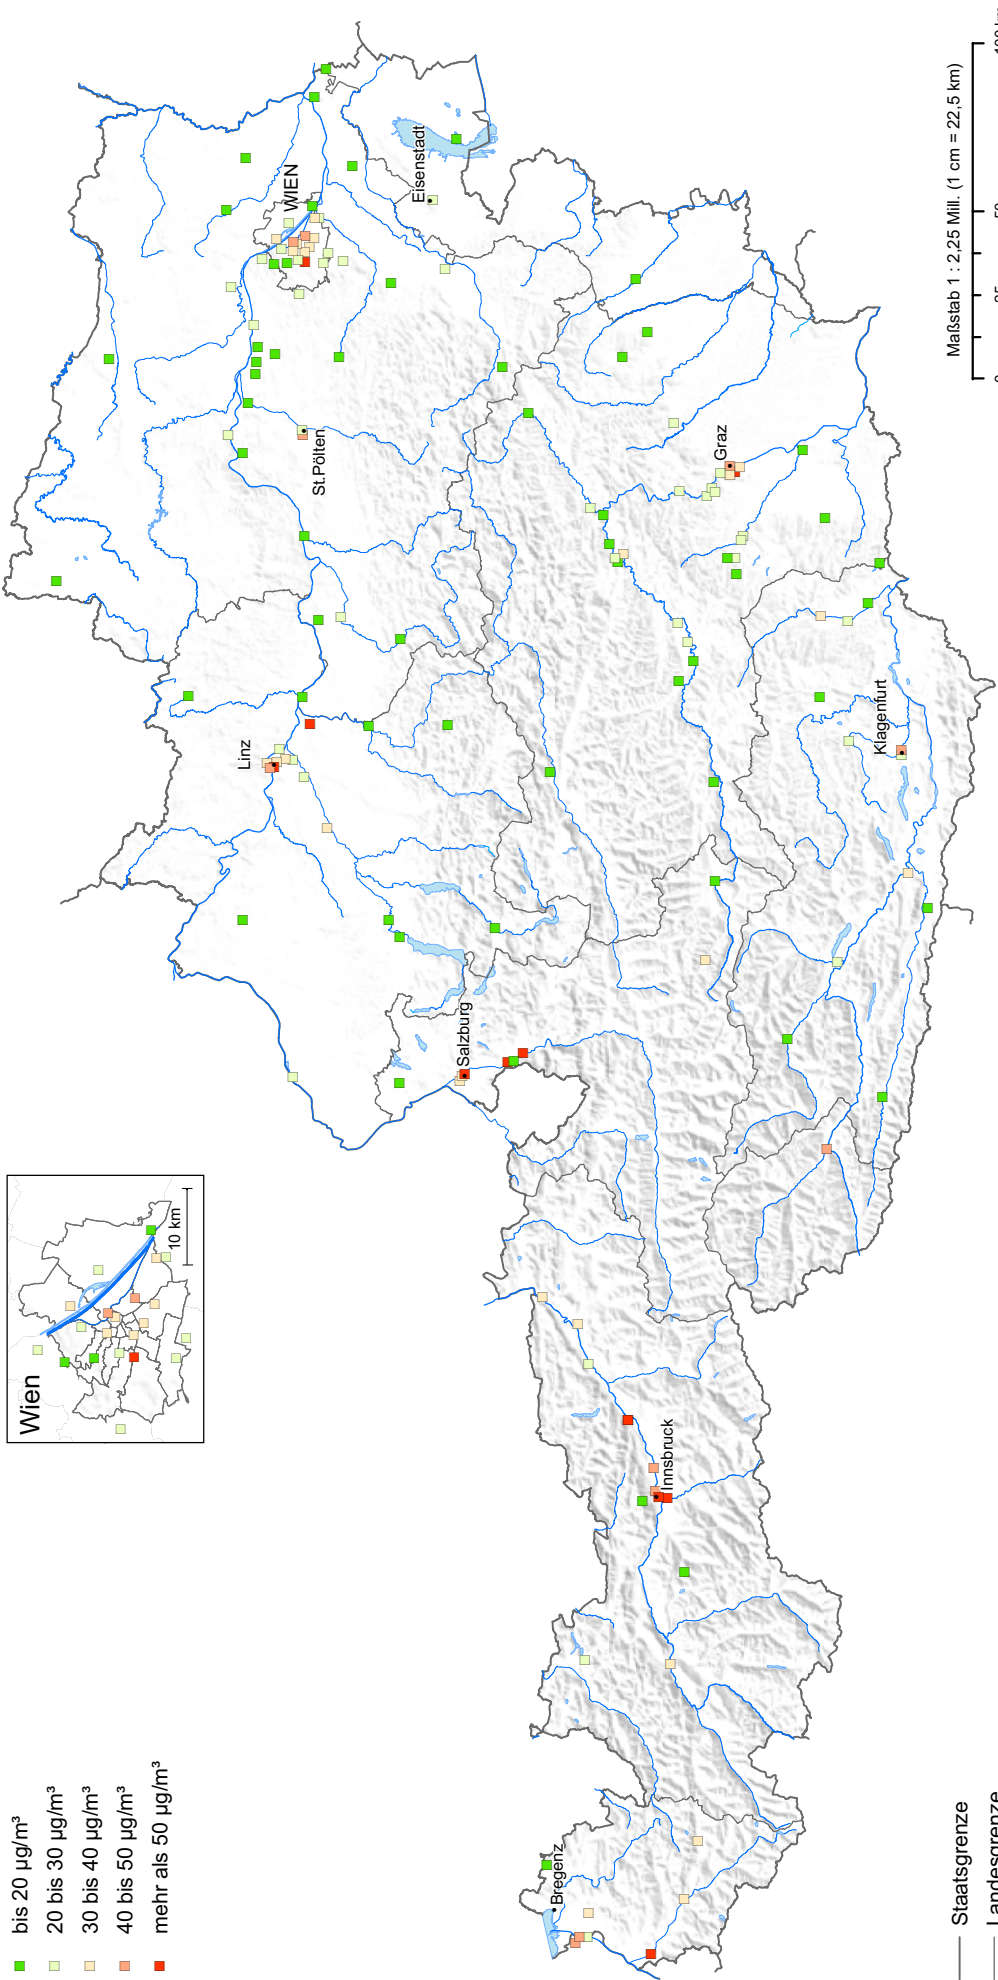 bis 20 µg/m³
20 bis 30 µg/m³
30 bis 40 µg/m³
40 bis 50 µg/m³
mehr als 50 µg/m³
Wien
10 km
Linz
St.Pölten
WIEN
Eisenstadt
Salzburg
Bregenz
Innsbruck
Graz
Klagenfurt
Staatsgrenze
Landesgrenze
Maßstab 1 : 2,25 Mill. (1 cm = 22,5 km)